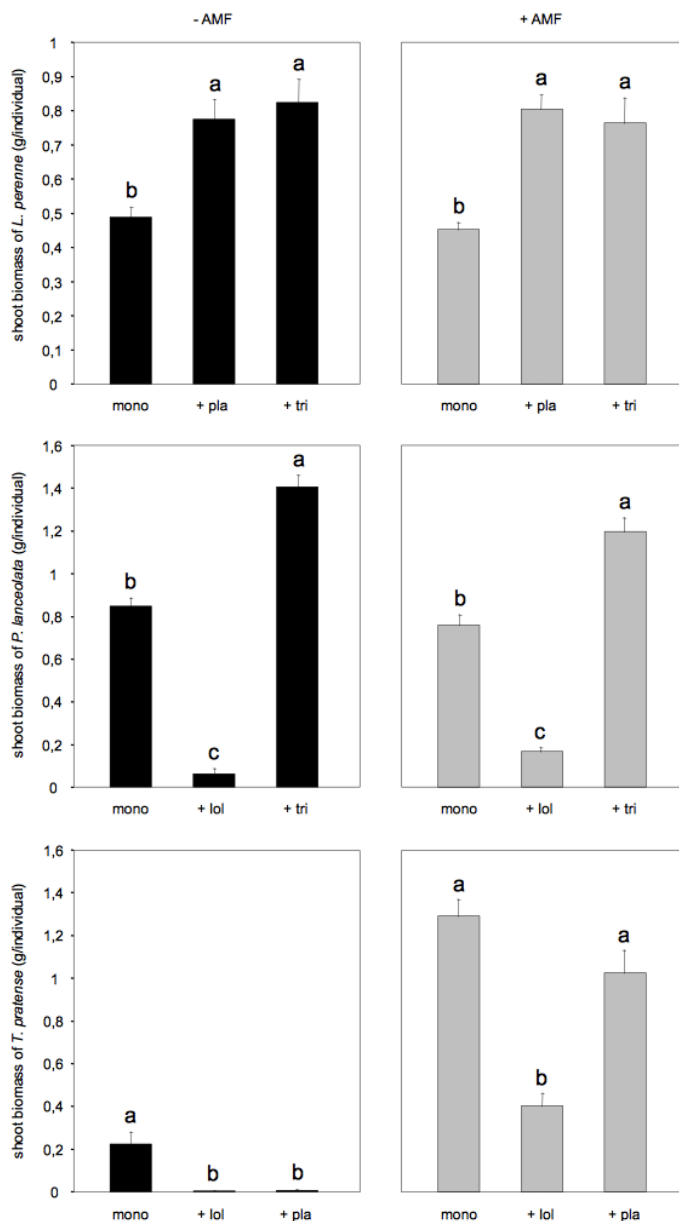 - AMF
+ AMF
shoot biomass of L. perenne (g/individual)
1
0,9
0,8
0,7
0,6
0,5
0,4
0,3
0,2
0,1
0
b
a
a
mono
+ pla
+ tri
b
a
a
mono
+ pla
+ tri
shoot biomass of P. lanceolata (g/individual)
1,6
1,4
1,2
1
0,8
0,6
0,4
0,2
0
b
c
a
mono
+ lol
+ tri
b
c
a
mono
+ lol
+ tri
shoot biomass of T. pratense (g/individual)
1,6
1,4
1,2
1
0,8
0,6
0,4
0,2
0
a
b
b
mono
+ lol
+ pla
a
b
a
mono
+ lol
+ pla